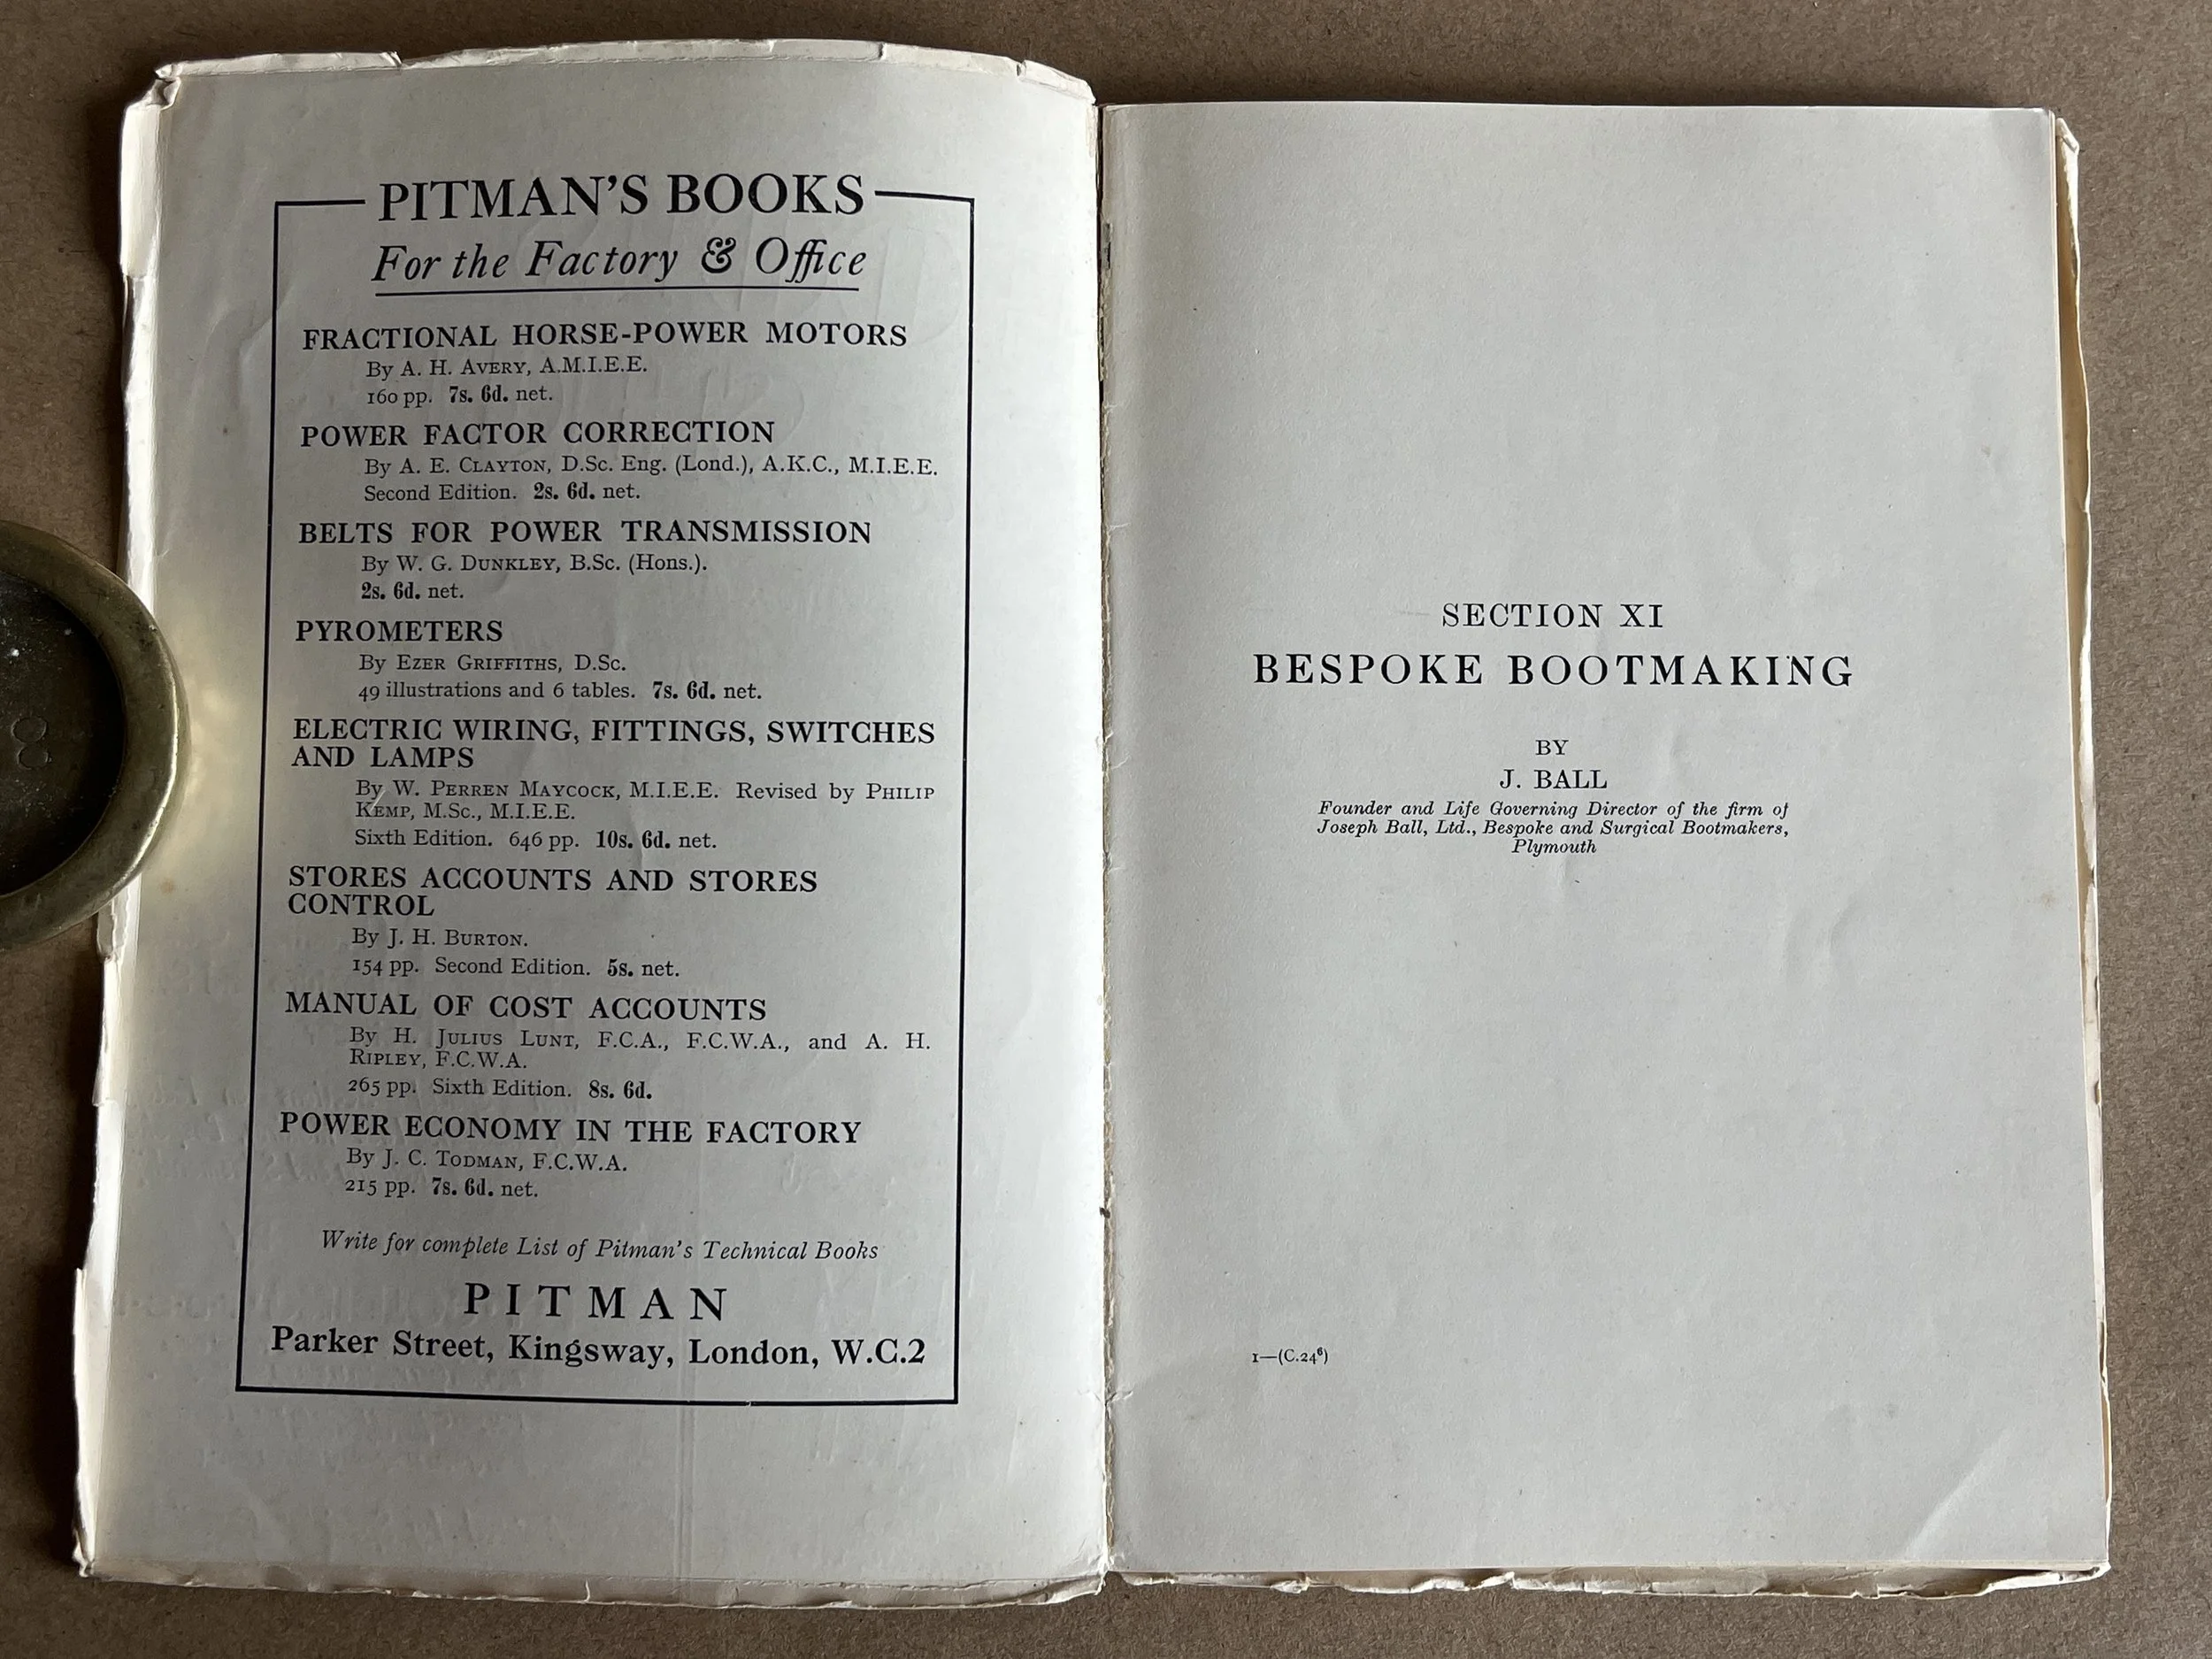 PITMAN'S BOOKS
For the Factory & Office
FRACTIONAL HORSE-POWER MOTORS
By A. H. AVERY, A.M.I.E.E.
160 pp. 7s. 6d. net.
POWER FACTOR CORRECTION
By A. E. CLAYTON, D.Sc. Eng. (Lond.), A.K.C., M.I.E.E.
Second Edition. 2s. 6d. net.
BELTS FOR POWER TRANSMISSION
By W. G. DUNKLEY, B.Sc. (Hons.).
2s. 6d. net.
PYROMETERS
By EZER GRIFFITHS, D.Sc.
49 illustrations and 6 tables. 7s. 6d. net.
ELECTRIC WIRING, FITTINGS, SWITCHES
AND LAMPS
By W. PERREN MAYCOCK, M.I.E.E. Revised by PHILIP
KEMP, M.Sc., M.I.E.E.
Sixth Edition. 646 pp. 10s. 6d. net.
STORES ACCOUNTS AND STORES
CONTROL
By J. H. BURTON.
154 pp. Second Edition. 5s. net.
MANUAL OF COST ACCOUNTS
By H. JULIUS LUNT, F.C.A., F.C.W.A., and A. H.
RIPLEY, F.C.W.A.
265 pp. Sixth Edition. 8s. 6d.
POWER ECONOMY IN THE FACTORY
By J. C. TODMAN, F.C.W.A.
215 pp. 7s. 6d. net.
Write for complete List of Pitman's Technical Books
PITMAN
Parker Street, Kingsway, London, W.C.2
SECTION XI
BESPOKE BOOTMAKING
BY
J. BALL
Founder and Life Governing Director of the firm of
Joseph Ball, Ltd., Bespoke and Surgical Bootmakers,
Plymouth
1—(C.24⁶)